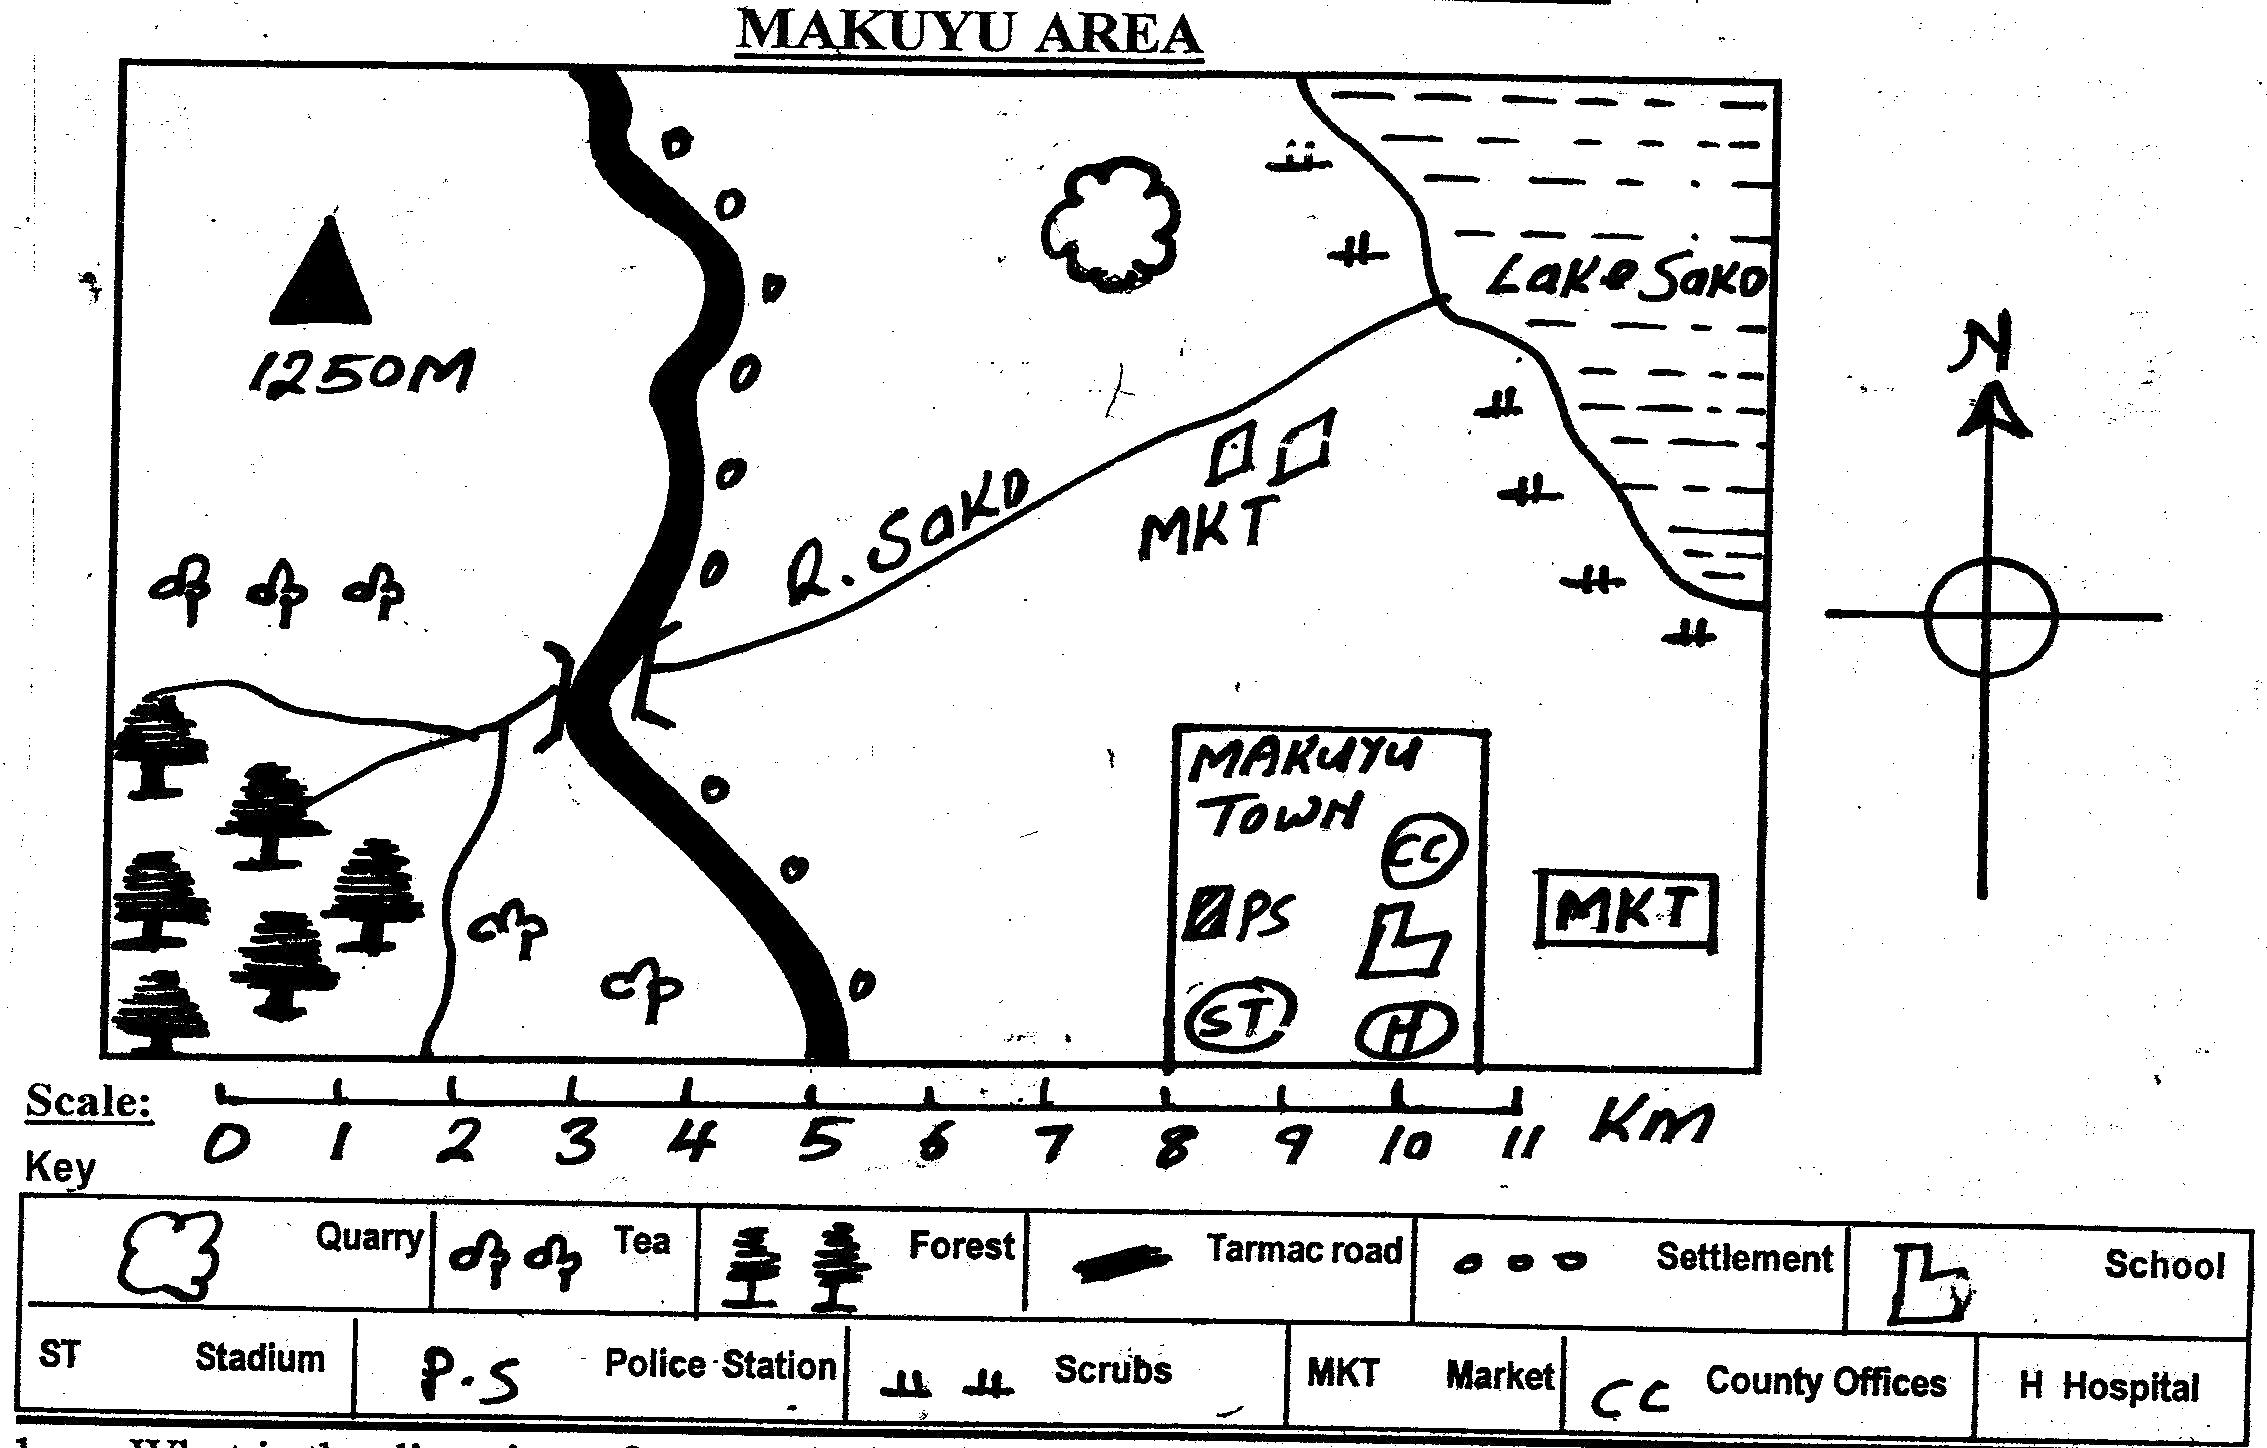 MAKUYU AREA
1250M
Lake Sako
N
R. Sako
MKT
MAKUYU
TOWN
CC
PS
MKT
ST
H
Scale:
0 1 2 3 4 5 6 7 8 9 10 11 Km
Key
Quarry
Tea
Forest
Tarmac road
Settlement
School
ST Stadium
P.S Police Station
Scrubs
MKT Market
CC County Offices
H Hospital